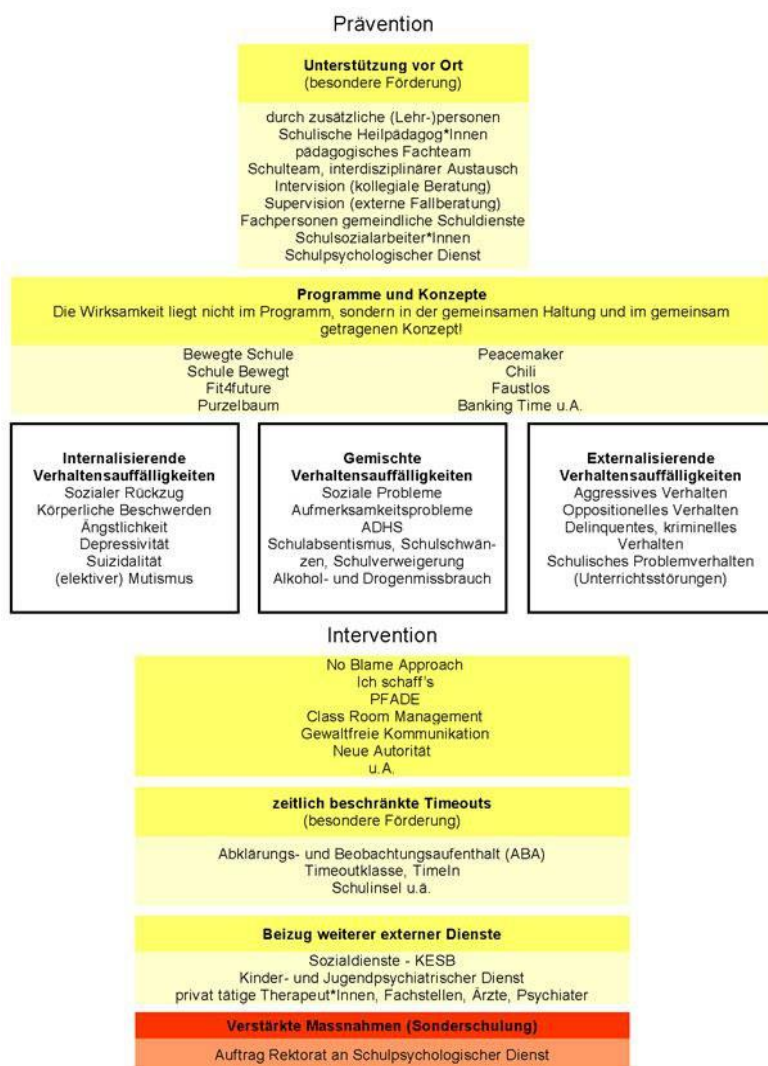 Prävention
Unterstützung vor Ort
(besondere Förderung)
durch zusätzliche (Lehr-)personen
Schulische Heilpädagog*Innen
pädagogisches Fachteam
Schulteam, interdisziplinärer Austausch
Intervision (kollegiale Beratung)
Supervision (externe Fallberatung)
Fachpersonen gemeindliche Schuldienste
Schulsozialarbeiter*Innen
Schulpsychologischer Dienst
Programme und Konzepte
Die Wirksamkeit liegt nicht im Programm, sondern in der gemeinsamen Haltung und im gemeinsam
getragenen Konzept!
Bewegte Schule
Schule Bewegt
Fit4future
Purzelbaum
Peacemaker
Chili
Faustlos
Banking Time u.A.
Internalisierende
Verhaltensauffälligkeiten
Sozialer Rückzug
Körperliche Beschwerden
Ängstlichkeit
Depressivität
Suizidalität
(elektiver) Mutismus
Gemischte
Verhaltensauffälligkeiten
Soziale Probleme
Aufmerksamkeitsprobleme
ADHS
Schulabsentismus, Schulschwän-
zen, Schulverweigerung
Alkohol- und Drogenmissbrauch
Externalisierende
Verhaltensauffälligkeiten
Aggressives Verhalten
Oppositionelles Verhalten
Delinquentes, kriminelles
Verhalten
Schulisches Problemverhalten
(Unterrichtsstörungen)
Intervention
No Blame Approach
Ich schaff's
PFADE
Class Room Management
Gewaltfreie Kommunikation
Neue Autorität
u.A.
zeitlich beschränkte Timeouts
(besondere Förderung)
Abklärungs- und Beobachtungsaufenthalt (ABA)
Timeoutklasse, TimeIn
Schulinsel u.ä.
Beizug weiterer externer Dienste
Sozialdienste - KESB
Kinder- und Jugendpsychiatrischer Dienst
privat tätige Therapeut*Innen, Fachstellen, Ärzte, Psychiater
Verstärkte Massnahmen (Sonderschulung)
Auftrag Rektorat an Schulpsychologischer Dienst